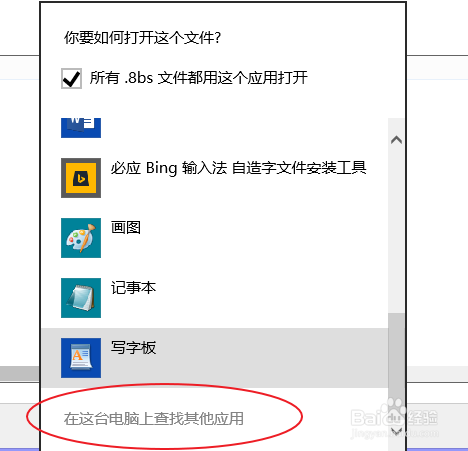 你要如何打开这个文件?
所有 .8bs 文件都用这个应用打开
必应 Bing 输入法 自造字文件安装工具
画图
记事本
写字板
在这台电脑上查找其他应用
Baidu 经验
jingyan.baidu.com